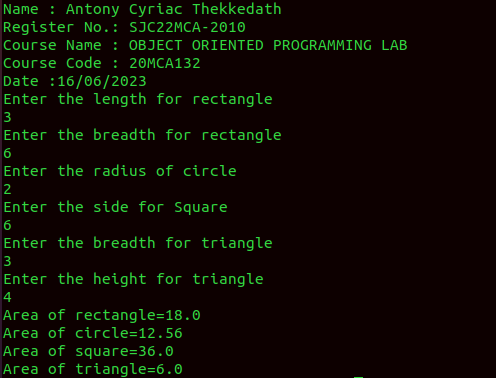 Name : Antony Cyriac Thekkedath
Register No.: SJC22MCA-2010
Course Name : OBJECT ORIENTED PROGRAMMING LAB
Course Code : 20MCA132
Date :16/06/2023
Enter the length for rectangle
3
Enter the breadth for rectangle
6
Enter the radius of circle
2
Enter the side for Square
6
Enter the breadth for triangle
3
Enter the height for triangle
4
Area of rectangle=18.0
Area of circle=12.56
Area of square=36.0
Area of triangle=6.0